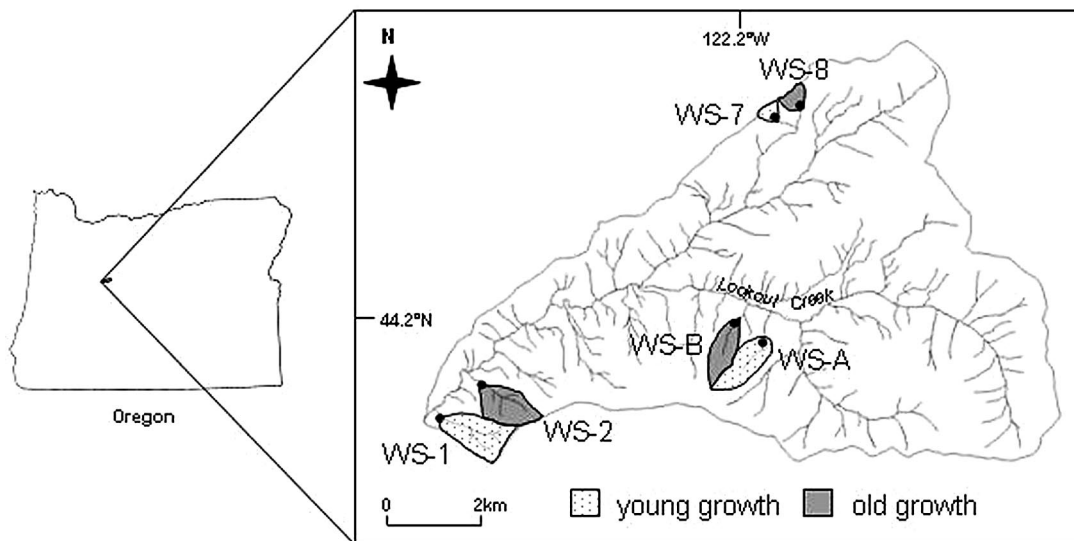 122.2°W
N
WS-8
WS-7
Lookout Creek
44.2°N
WS-B
WS-A
Oregon
WS-2
WS-1
0 2km
young growth old growth